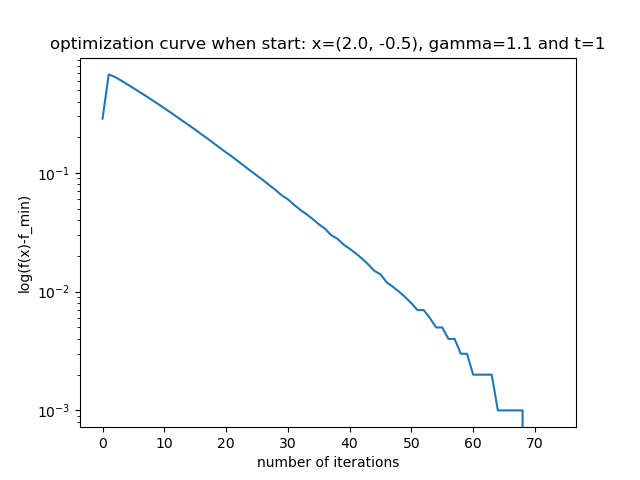 optimization curve when start: x=(2.0, -0.5), gamma=1.1 and t=1
log(f(x)-f_min)
10⁻¹
10⁻²
10⁻³
0 10 20 30 40 50 60 70
number of iterations